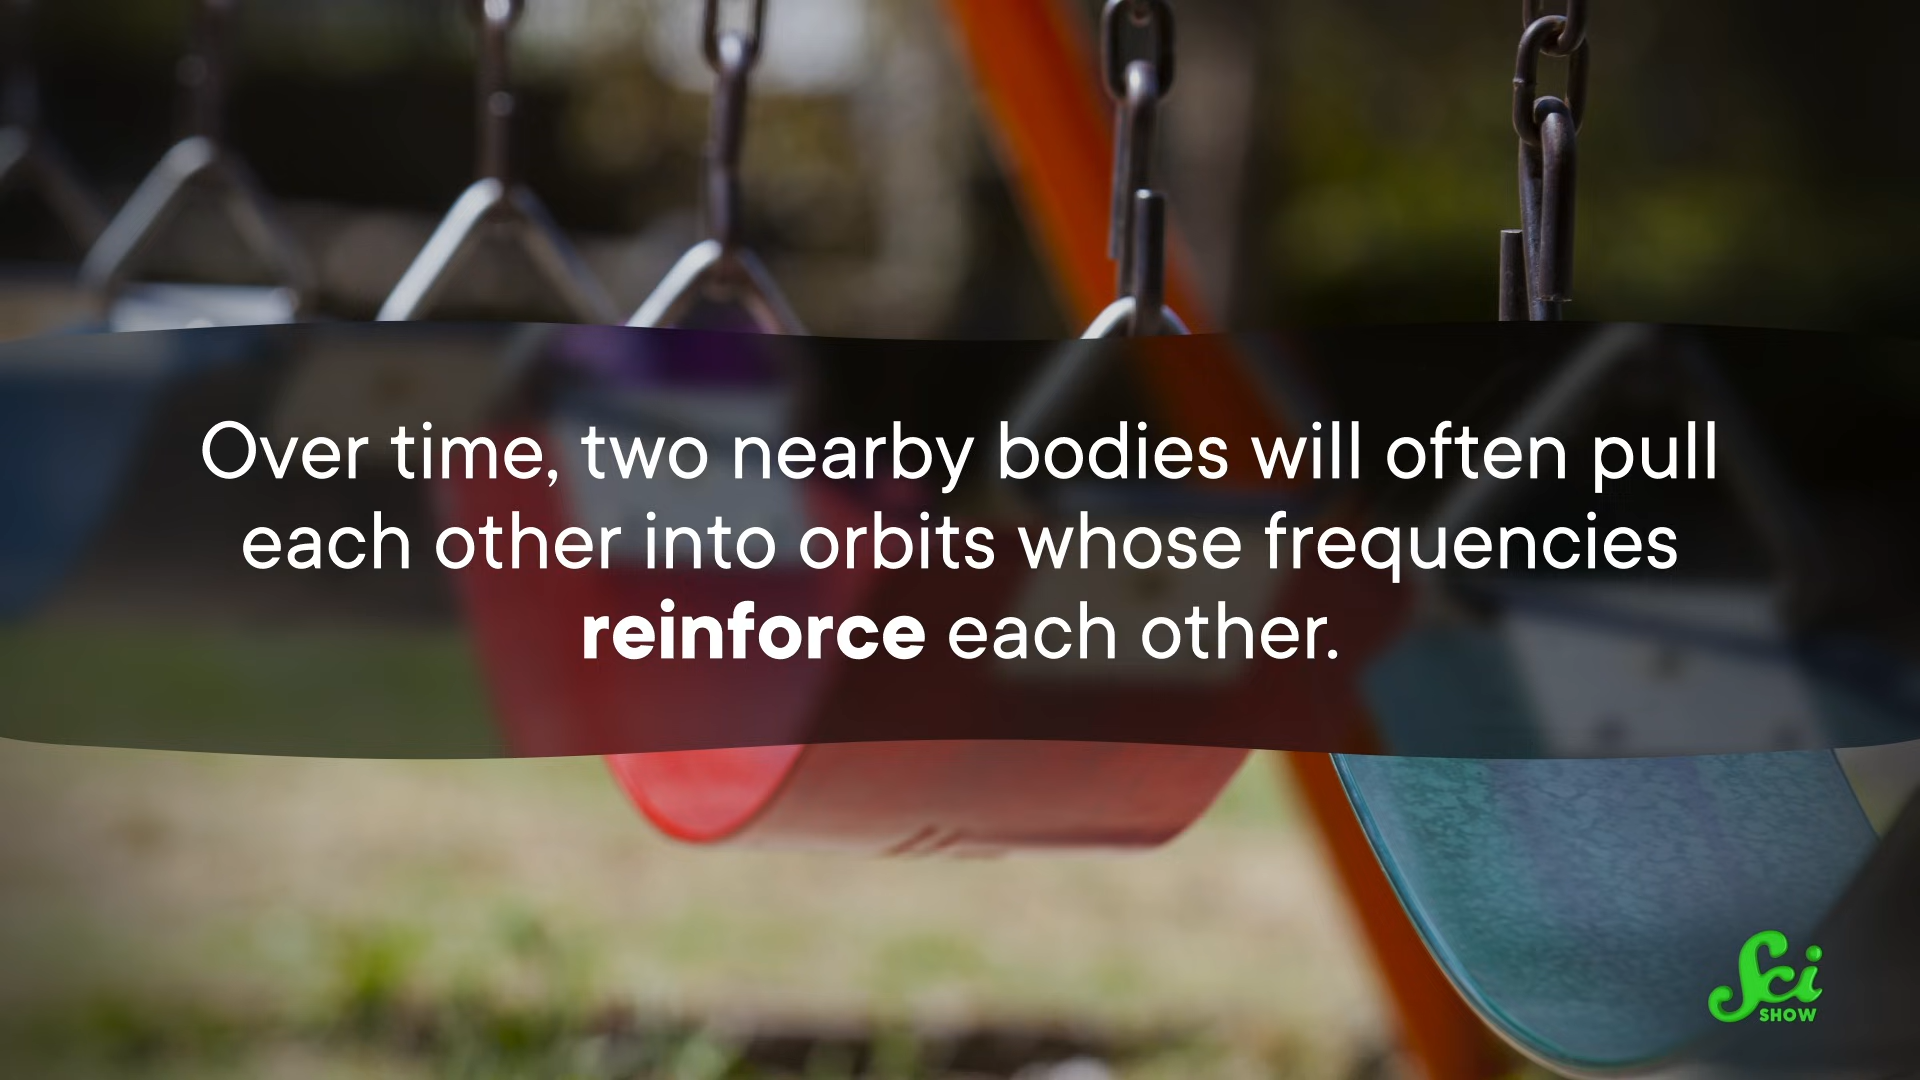 Over time, two nearby bodies will often pull
each other into orbits whose frequencies
reinforce each other.
Sci
SHOW